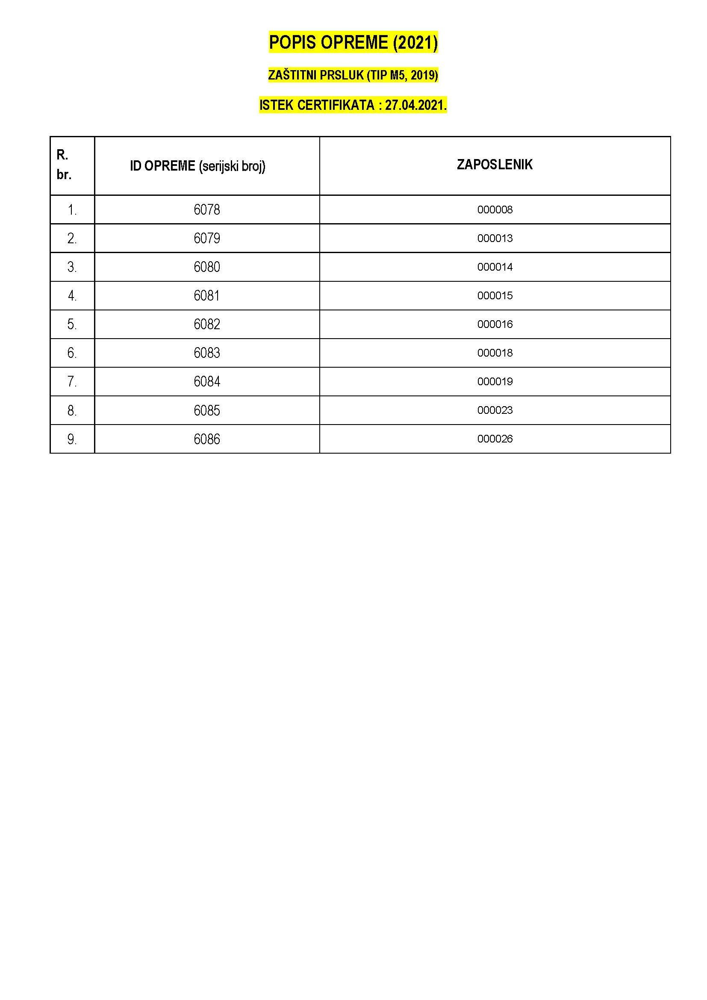 POPIS OPREME (2021)
ZAŠTITNI PRSLUK (TIP M5, 2019)
ISTEK CERTIFIKATA : 27.04.2021.
R.
br.
ID OPREME (serijski broj)
ZAPOSLENIK
1. 6078 000008
2. 6079 000013
3. 6080 000014
4. 6081 000015
5. 6082 000016
6. 6083 000018
7. 6084 000019
8. 6085 000023
9. 6086 000026